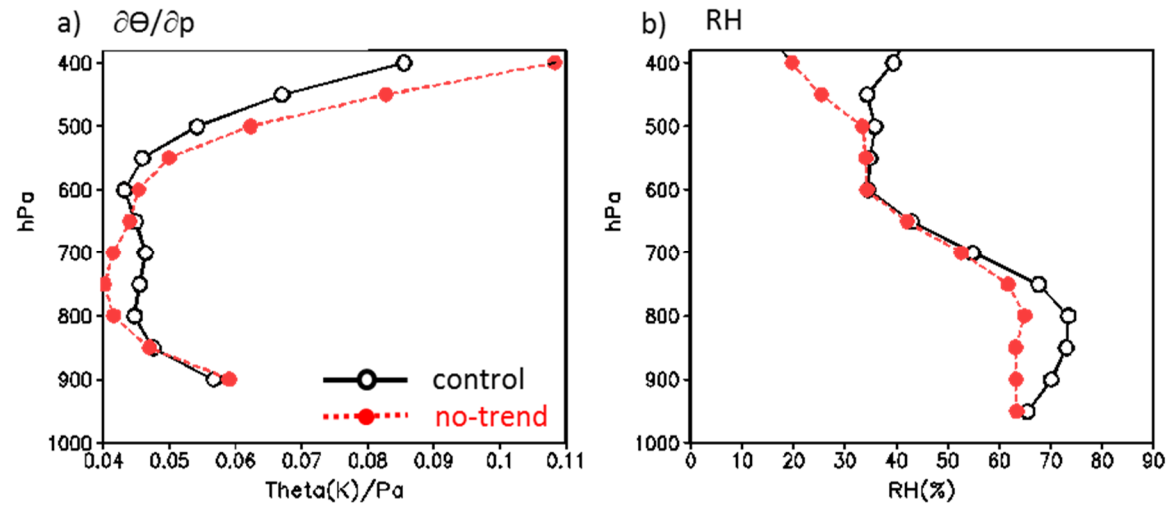 a) ∂Θ/∂p
400
500
600
700
800
900
1000
hPa
0.04 0.05 0.06 0.07 0.08 0.09 0.1 0.11
Theta(K)/Pa
control
no-trend
b) RH
400
500
600
700
800
900
1000
hPa
0 10 20 30 40 50 60 70 80 90
RH(%)